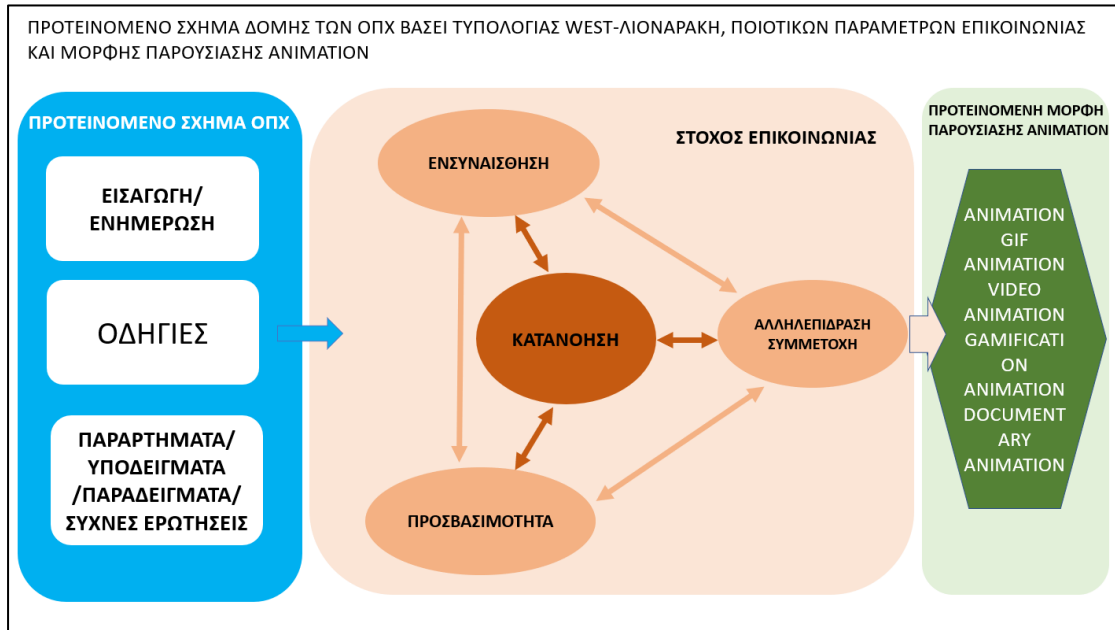 ΠΡΟΤΕΙΝΟΜΕΝΟ ΣΧΗΜΑ ΔΟΜΗΣ ΤΩΝ ΟΠΧ ΒΑΣΕΙ ΤΥΠΟΛΟΓΙΑΣ WEST-ΛΙΟΝΑΡΑΚΗ, ΠΟΙΟΤΙΚΩΝ ΠΑΡΑΜΕΤΡΩΝ ΕΠΙΚΟΙΝΩΝΙΑΣ
ΚΑΙ ΜΟΡΦΗΣ ΠΑΡΟΥΣΙΑΣΗΣ ANIMATION
ΠΡΟΤΕΙΝΟΜΕΝΟ ΣΧΗΜΑ ΟΠΧ
ΕΙΣΑΓΩΓΗ/
ΕΝΗΜΕΡΩΣΗ
ΟΔΗΓΙΕΣ
ΠΑΡΑΡΤΗΜΑΤΑ/
ΥΠΟΔΕΙΓΜΑΤΑ
/ΠΑΡΑΔΕΙΓΜΑΤΑ/
ΣΥΧΝΕΣ ΕΡΩΤΗΣΕΙΣ
ΣΤΟΧΟΣ ΕΠΙΚΟΙΝΩΝΙΑΣ
ΕΝΣΥΝΑΙΣΘΗΣΗ
ΚΑΤΑΝΟΗΣΗ
ΑΛΛΗΛΕΠΙΔΡΑΣΗ
ΣΥΜΜΕΤΟΧΗ
ΠΡΟΣΒΑΣΙΜΟΤΗΤΑ
ΠΡΟΤΕΙΝΟΜΕΝΗ ΜΟΡΦΗ
ΠΑΡΟΥΣΙΑΣΗΣ ANIMATION
ANIMATION
GIF
ANIMATION
VIDEO
ANIMATION
GAMIFICATI
ON
ANIMATION
DOCUMENT
ARY
ANIMATION